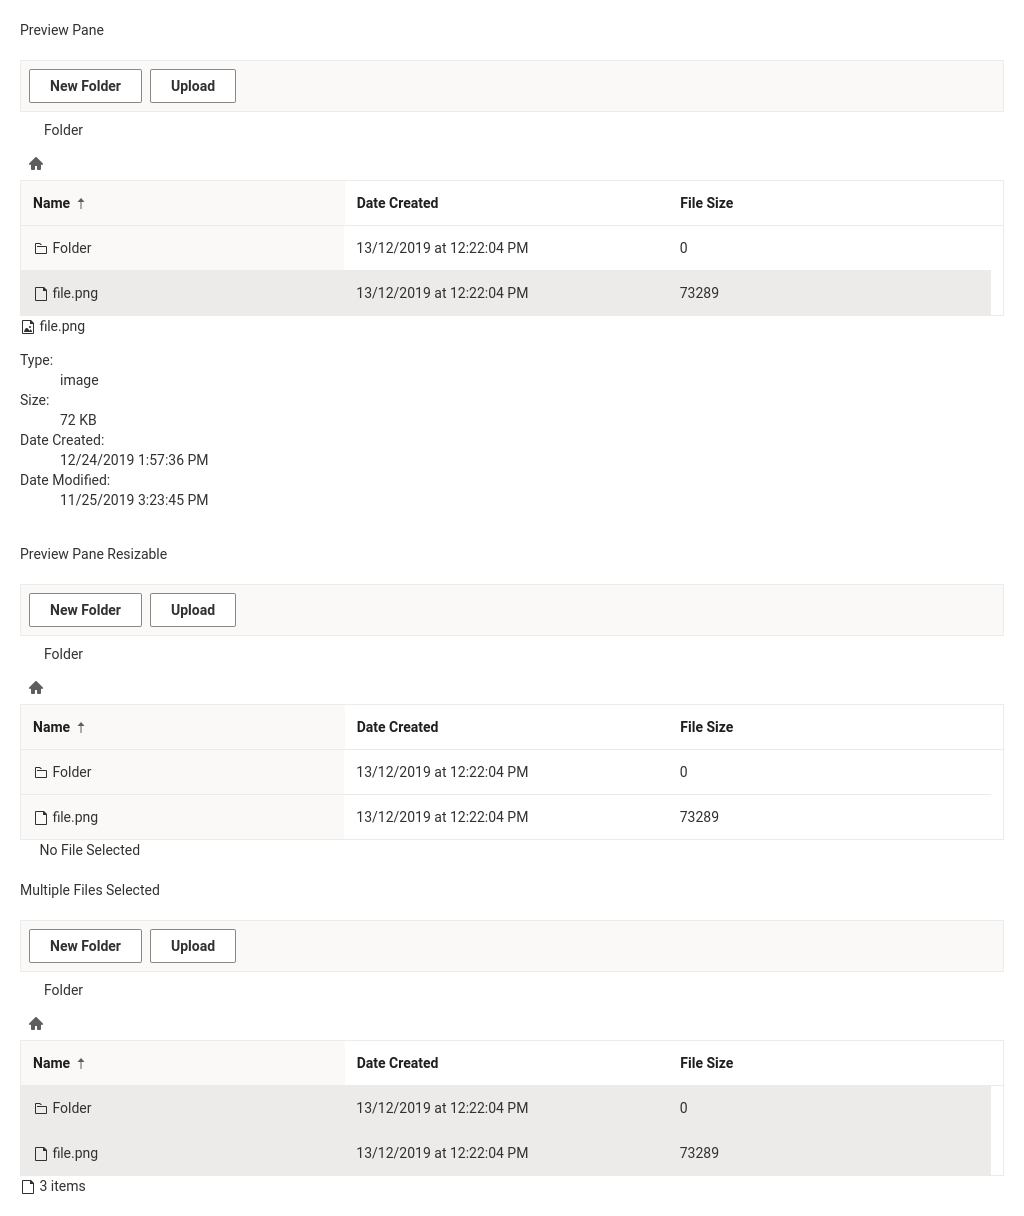 Preview Pane
New Folder Upload
Folder
Name Date Created File Size
Folder 13/12/2019 at 12:22:04 PM 0
file.png 13/12/2019 at 12:22:04 PM 73289
file.png
Type:
image
Size:
72 KB
Date Created:
12/24/2019 1:57:36 PM
Date Modified:
11/25/2019 3:23:45 PM
Preview Pane Resizable
New Folder Upload
Folder
Name Date Created File Size
Folder 13/12/2019 at 12:22:04 PM 0
file.png 13/12/2019 at 12:22:04 PM 73289
No File Selected
Multiple Files Selected
New Folder Upload
Folder
Name Date Created File Size
Folder 13/12/2019 at 12:22:04 PM 0
file.png 13/12/2019 at 12:22:04 PM 73289
3 items